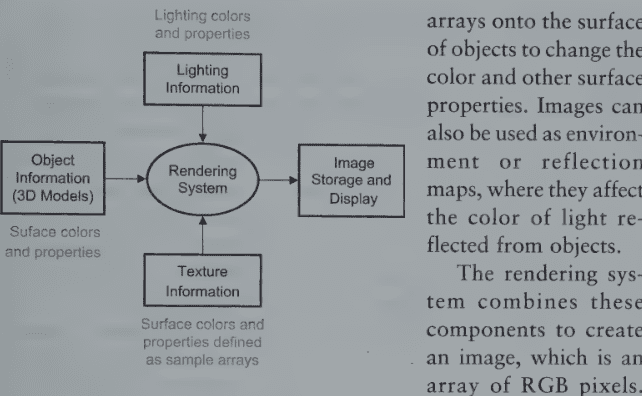 Lighting colors
and properties
Lighting
Information
Object
Information
(3D Models)
Suface colors
and properties
Rendering
System
Image
Storage and
Display
Texture
Information
Surface colors and
properties defined
as sample arrays
arrays onto the surface
of objects to change the
color and other surface
properties. Images can
also be used as environ-
ment or reflection
maps, where they affect
the color of light re-
flected from objects.
The rendering sys-
tem combines these
components to create
an image, which is an
array of RGB pixels.